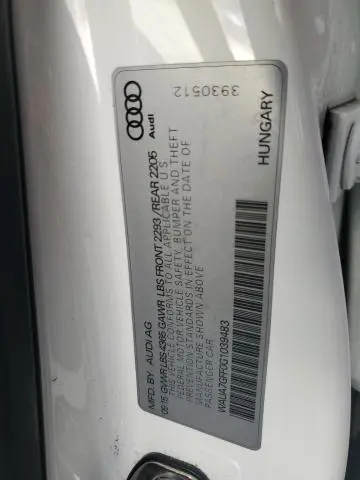 Audi
3930512
MFG. BY AUDI AG
09.15 GVWR LBS 4365 GAWR LBS FRONT 2293 /REAR 2205
THIS VEHICLE CONFORMS TO ALL APPLICABLE U S
FEDERAL MOTOR VEHICLE SAFETY, BUMPER AND THEFT
PREVENTION STANDARDS IN EFFECT ON THE DATE OF
MANUFACTURE SHOWN ABOVE
PASSENGER CAR
WAUA7GFF0G1039483
HUNGARY